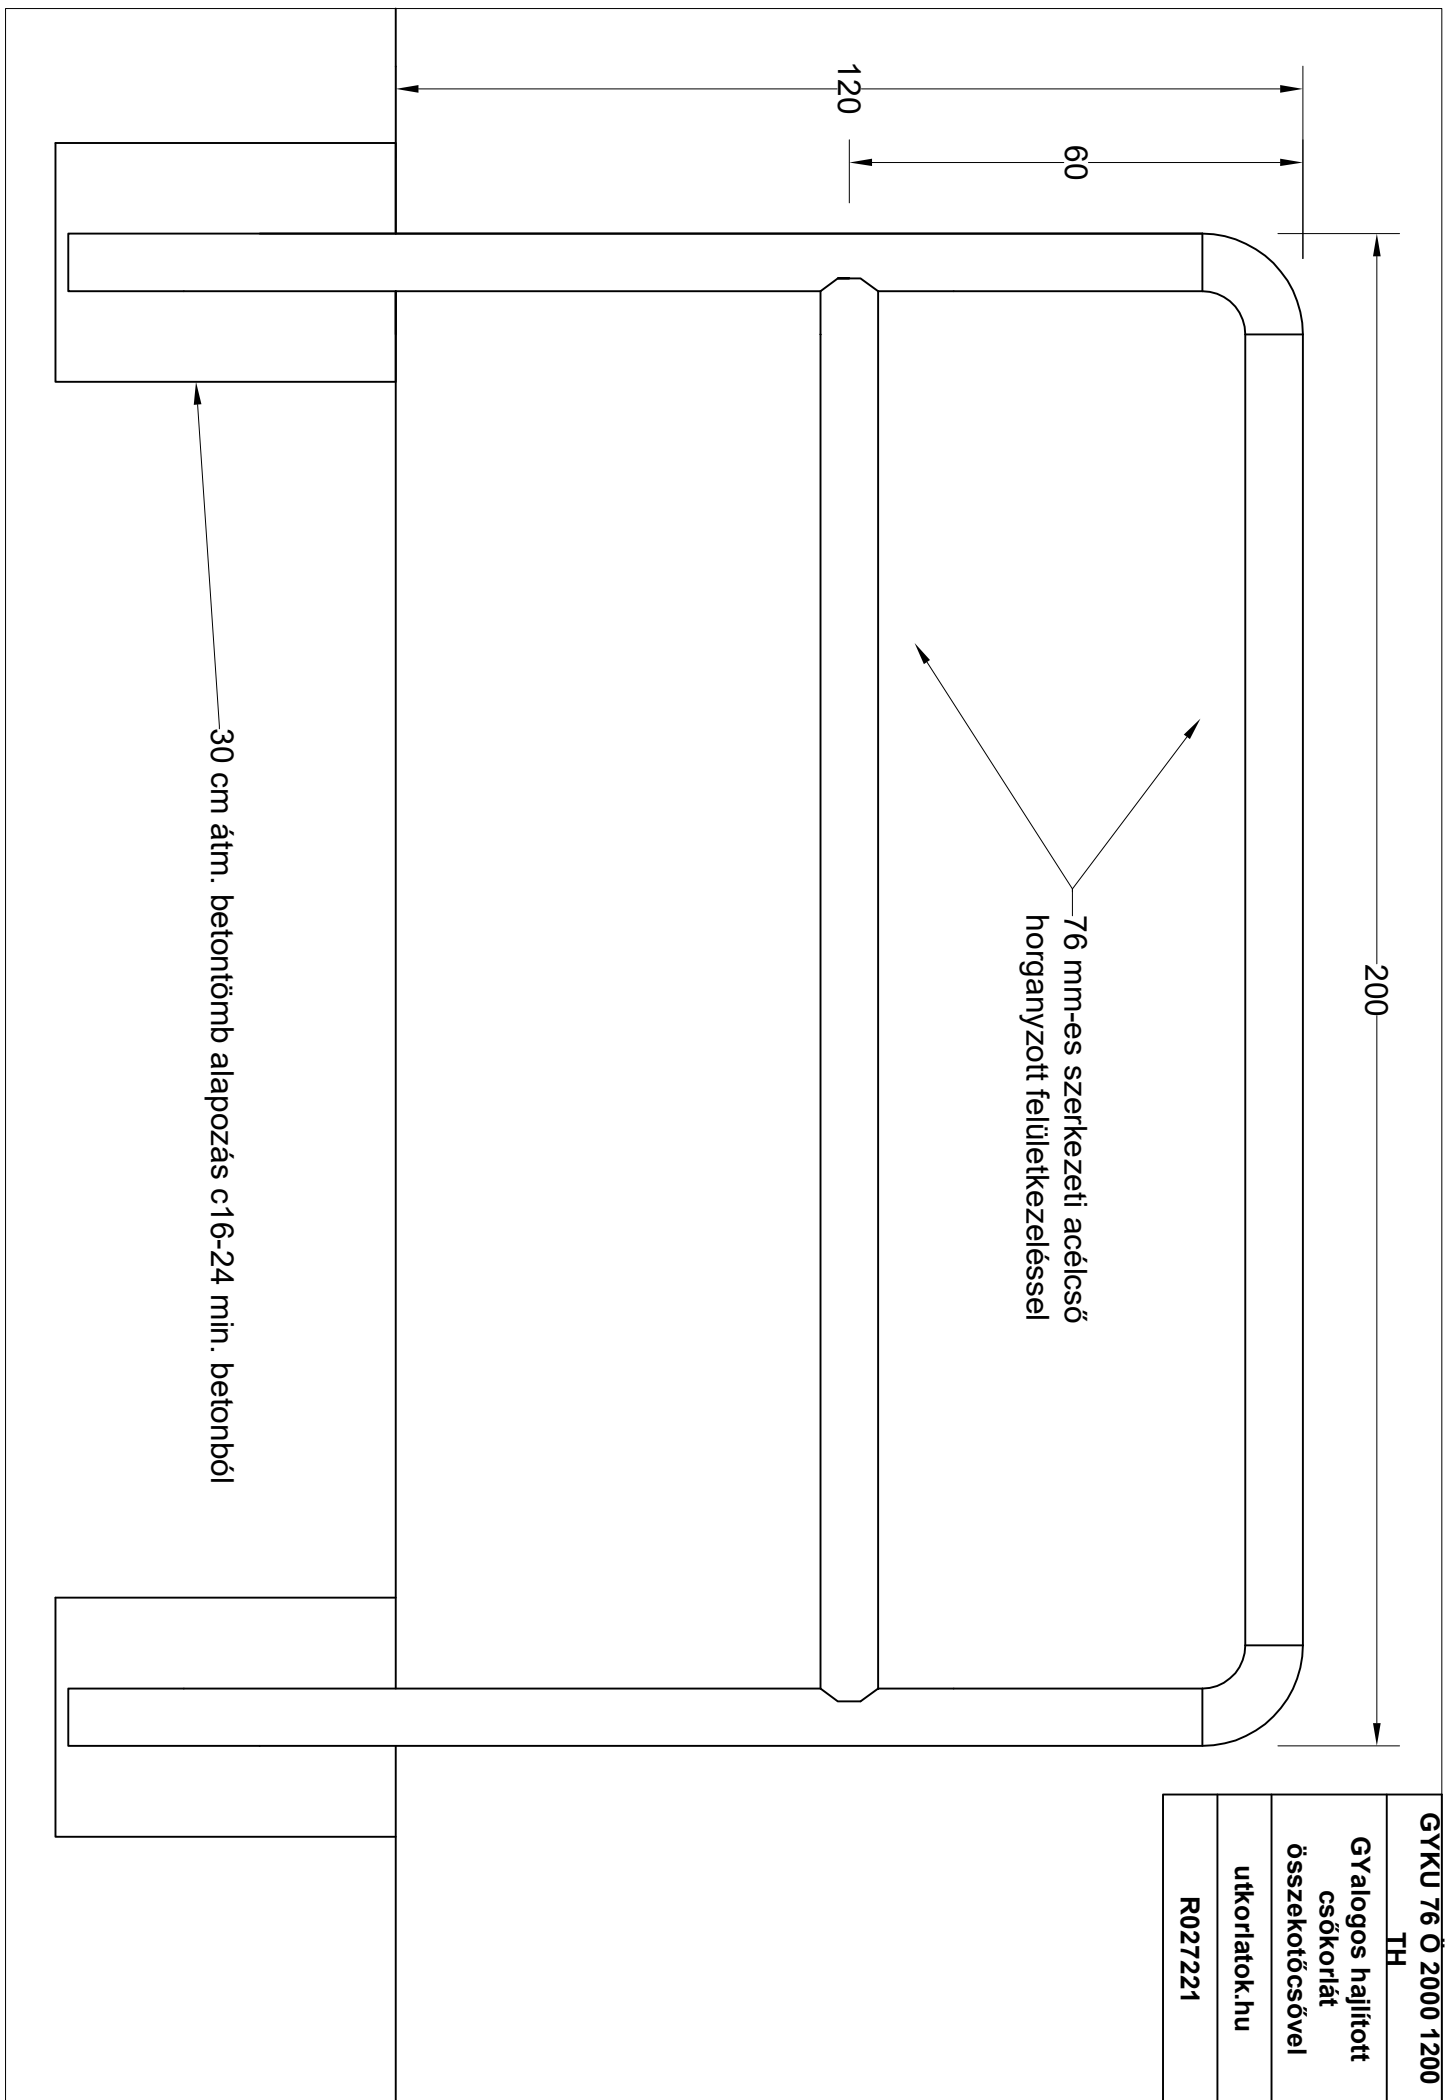 GYKU 76 Ö 2000 1200
TH
GYalogos hajlított
csőkorlát
összekötőcsővel
utkorlatok.hu
R027221
200
60
120
76 mm-es szerkezeti acélcső
horganyzott felületkezeléssel
30 cm átm. betontömb alapozás c16-24 min. betonból